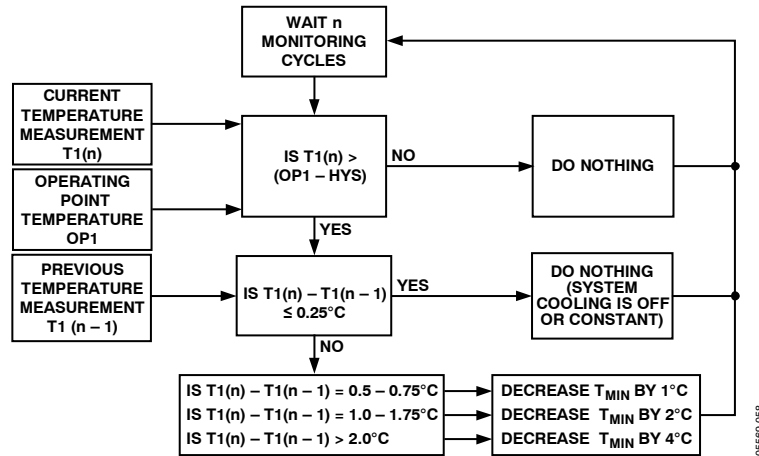 WAIT n
MONITORING
CYCLES
CURRENT
TEMPERATURE
MEASUREMENT
T1(n)
IS T1(n) >
(OP1 – HYS)
NO
DO NOTHING
OPERATING
POINT
TEMPERATURE
OP1
YES
PREVIOUS
TEMPERATURE
MEASUREMENT
T1 (n – 1)
IS T1(n) – T1(n – 1)
≤ 0.25°C
YES
DO NOTHING
(SYSTEM
COOLING IS OFF
OR CONSTANT)
NO
IS T1(n) – T1(n – 1) = 0.5 – 0.75°C
DECREASE TMIN BY 1°C
IS T1(n) – T1(n – 1) = 1.0 – 1.75°C
DECREASE TMIN BY 2°C
IS T1(n) – T1(n – 1) > 2.0°C
DECREASE TMIN BY 4°C